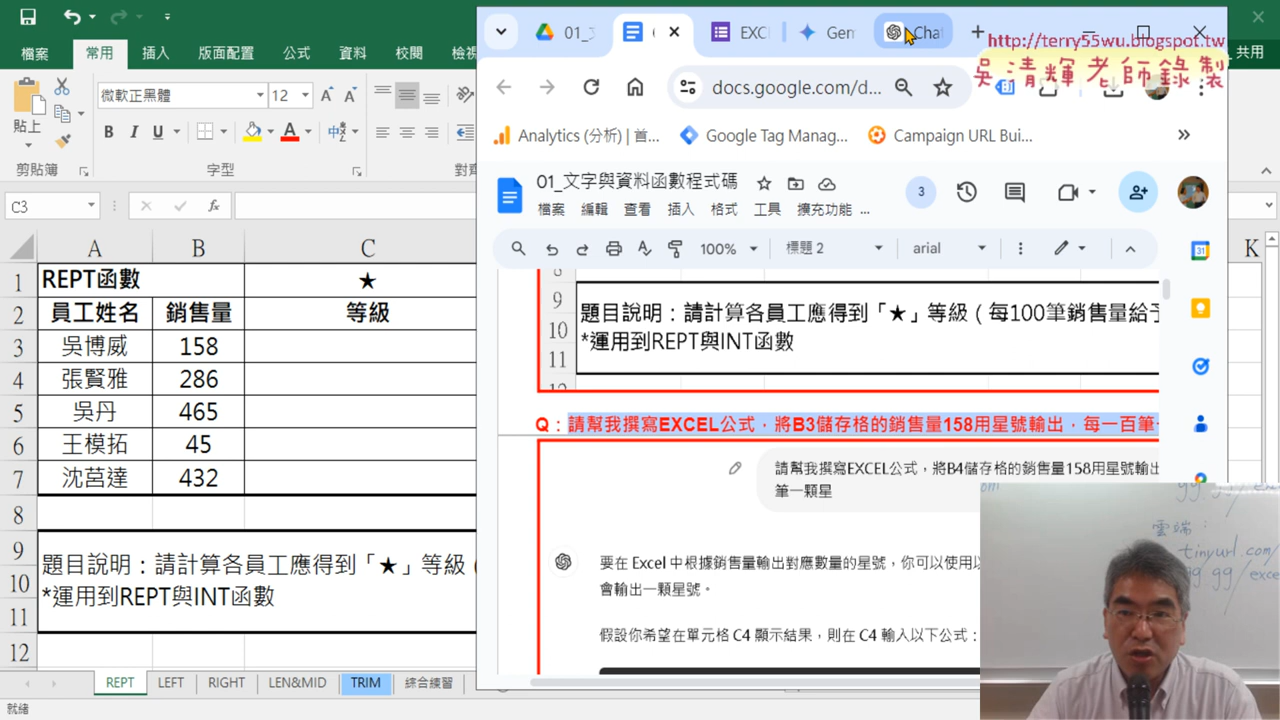 檔案
常用
插入
版面配置
公式
資料
校閱
檢視
共用
貼上
微軟正黑體
12
B I U
A
中
剪貼簿
字型
對齊
C3
fx
A B C K
1 REPT函數 ★
2 員工姓名 銷售量 等級
3 吳博威 158
4 張賢雅 286
5 吳丹 465
6 王模拓 45
7 沈莒達 432
8
9 題目說明：請計算各員工應得到「★」等級
10 *運用到REPT與INT函數
11
12
REPT LEFT RIGHT LEN&MID TRIM 綜合練習
就緒
01_文
EXC
Gem
Cha
http://terry55wu.blogspot.tw
吳清輝老師錄製
docs.google.com/d...
Analytics (分析) | 首...
Google Tag Manag...
Campaign URL Bui...
01_文字與資料函數程式碼
3
檔案 編輯 查看 插入 格式 工具 擴充功能 ...
100% 標題 2 arial
31
9 題目說明：請計算各員工應得到「★」等級（每100筆銷售量給予
10 *運用到REPT與INT函數
11
12
Q：請幫我撰寫EXCEL公式，將B3儲存格的銷售量158用星號輸出，每一百筆
請幫我撰寫EXCEL公式，將B4儲存格的銷售量158用星號輸出
筆一顆星
要在 Excel 中根據銷售量輸出對應數量的星號，你可以使用以
會輸出一顆星號。
假設你希望在單元格 C4 顯示結果，則在 C4 輸入以下公式：
雲端：
tinyurl.com/
gg.gg/exce